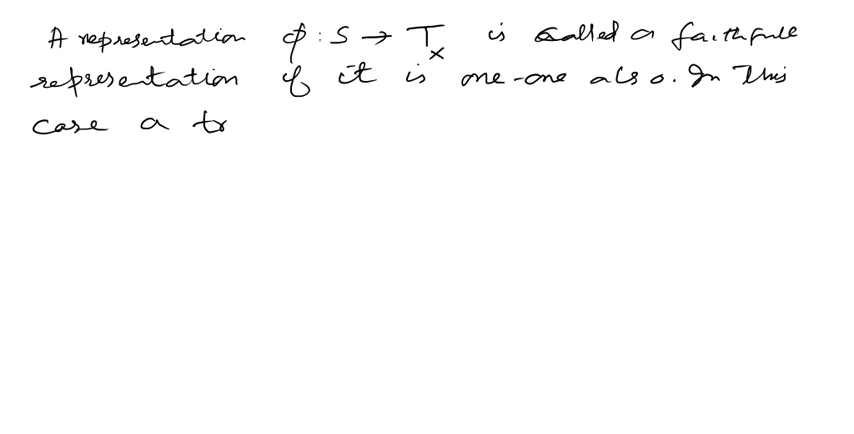 A representation φ : S → T_X is called a faithfull
representation if it is one-one also. In this
case a tr